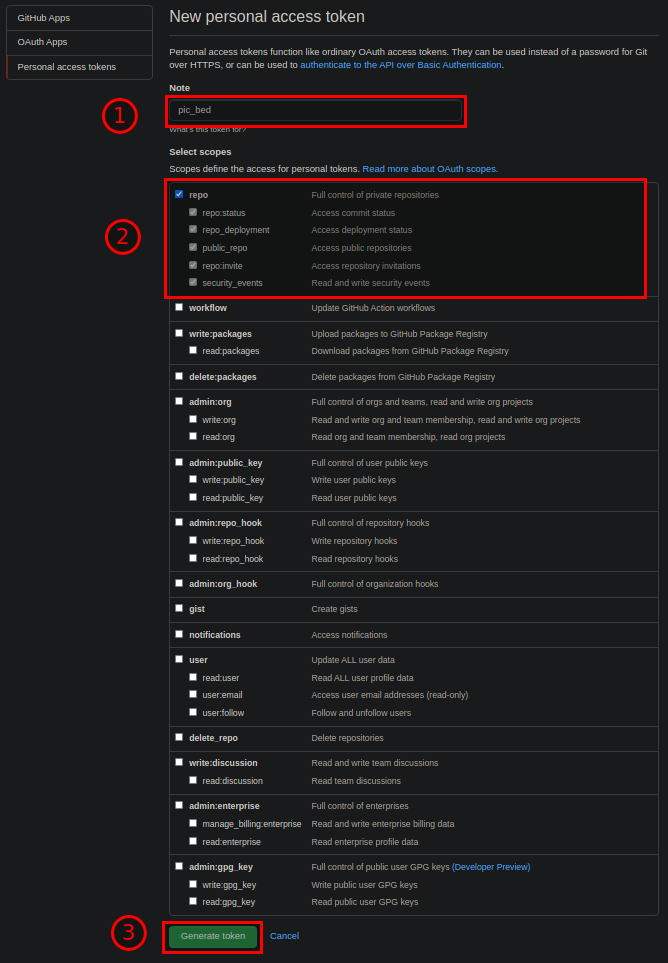 GitHub Apps
OAuth Apps
Personal access tokens
New personal access token
Personal access tokens function like ordinary OAuth access tokens. They can be used instead of a password for Git
over HTTPS, or can be used to authenticate to the API over Basic Authentication.
Note
1
pic_bed
What's this token for?
Select scopes
Scopes define the access for personal tokens. Read more about OAuth scopes.
2
repo Full control of private repositories
repo:status Access commit status
repo_deployment Access deployment status
public_repo Access public repositories
repo:invite Access repository invitations
security_events Read and write security events
workflow Update GitHub Action workflows
write:packages Upload packages to GitHub Package Registry
read:packages Download packages from GitHub Package Registry
delete:packages Delete packages from GitHub Package Registry
admin:org Full control of orgs and teams, read and write org projects
write:org Read and write org and team membership, read and write org projects
read:org Read org and team membership, read org projects
admin:public_key Full control of user public keys
write:public_key Write user public keys
read:public_key Read user public keys
admin:repo_hook Full control of repository hooks
write:repo_hook Write repository hooks
read:repo_hook Read repository hooks
admin:org_hook Full control of organization hooks
gist Create gists
notifications Access notifications
user Update ALL user data
read:user Read ALL user profile data
user:email Access user email addresses (read-only)
user:follow Follow and unfollow users
delete_repo Delete repositories
write:discussion Read and write team discussions
read:discussion Read team discussions
admin:enterprise Full control of enterprises
manage_billing:enterprise Read and write enterprise billing data
read:enterprise Read enterprise profile data
admin:gpg_key Full control of public user GPG keys (Developer Preview)
write:gpg_key Write public user GPG keys
read:gpg_key Read public user GPG keys
3
Generate token Cancel